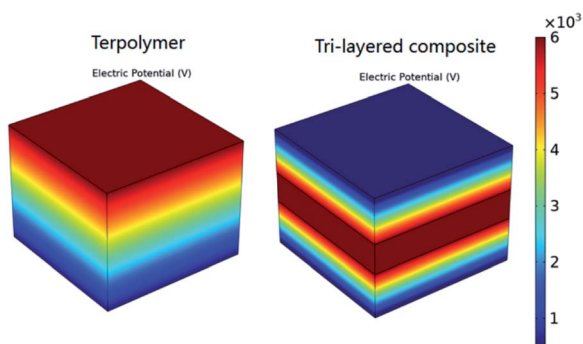 Terpolymer
Electric Potential (V)
Tri-layered composite
Electric Potential (V)
×10³
6
5
4
3
2
1